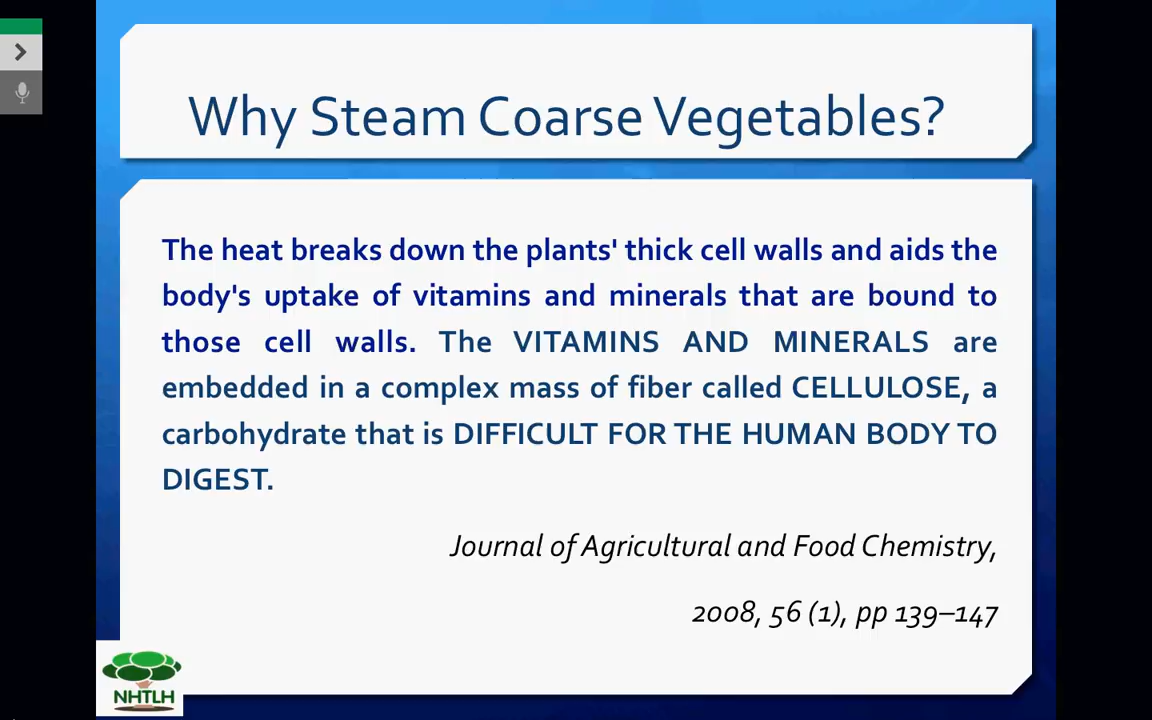 Why Steam Coarse Vegetables?
The heat breaks down the plants' thick cell walls and aids the
body's uptake of vitamins and minerals that are bound to
those cell walls. The VITAMINS AND MINERALS are
embedded in a complex mass of fiber called CELLULOSE, a
carbohydrate that is DIFFICULT FOR THE HUMAN BODY TO
DIGEST.
Journal of Agricultural and Food Chemistry,
2008, 56 (1), pp 139–147
NHTLH